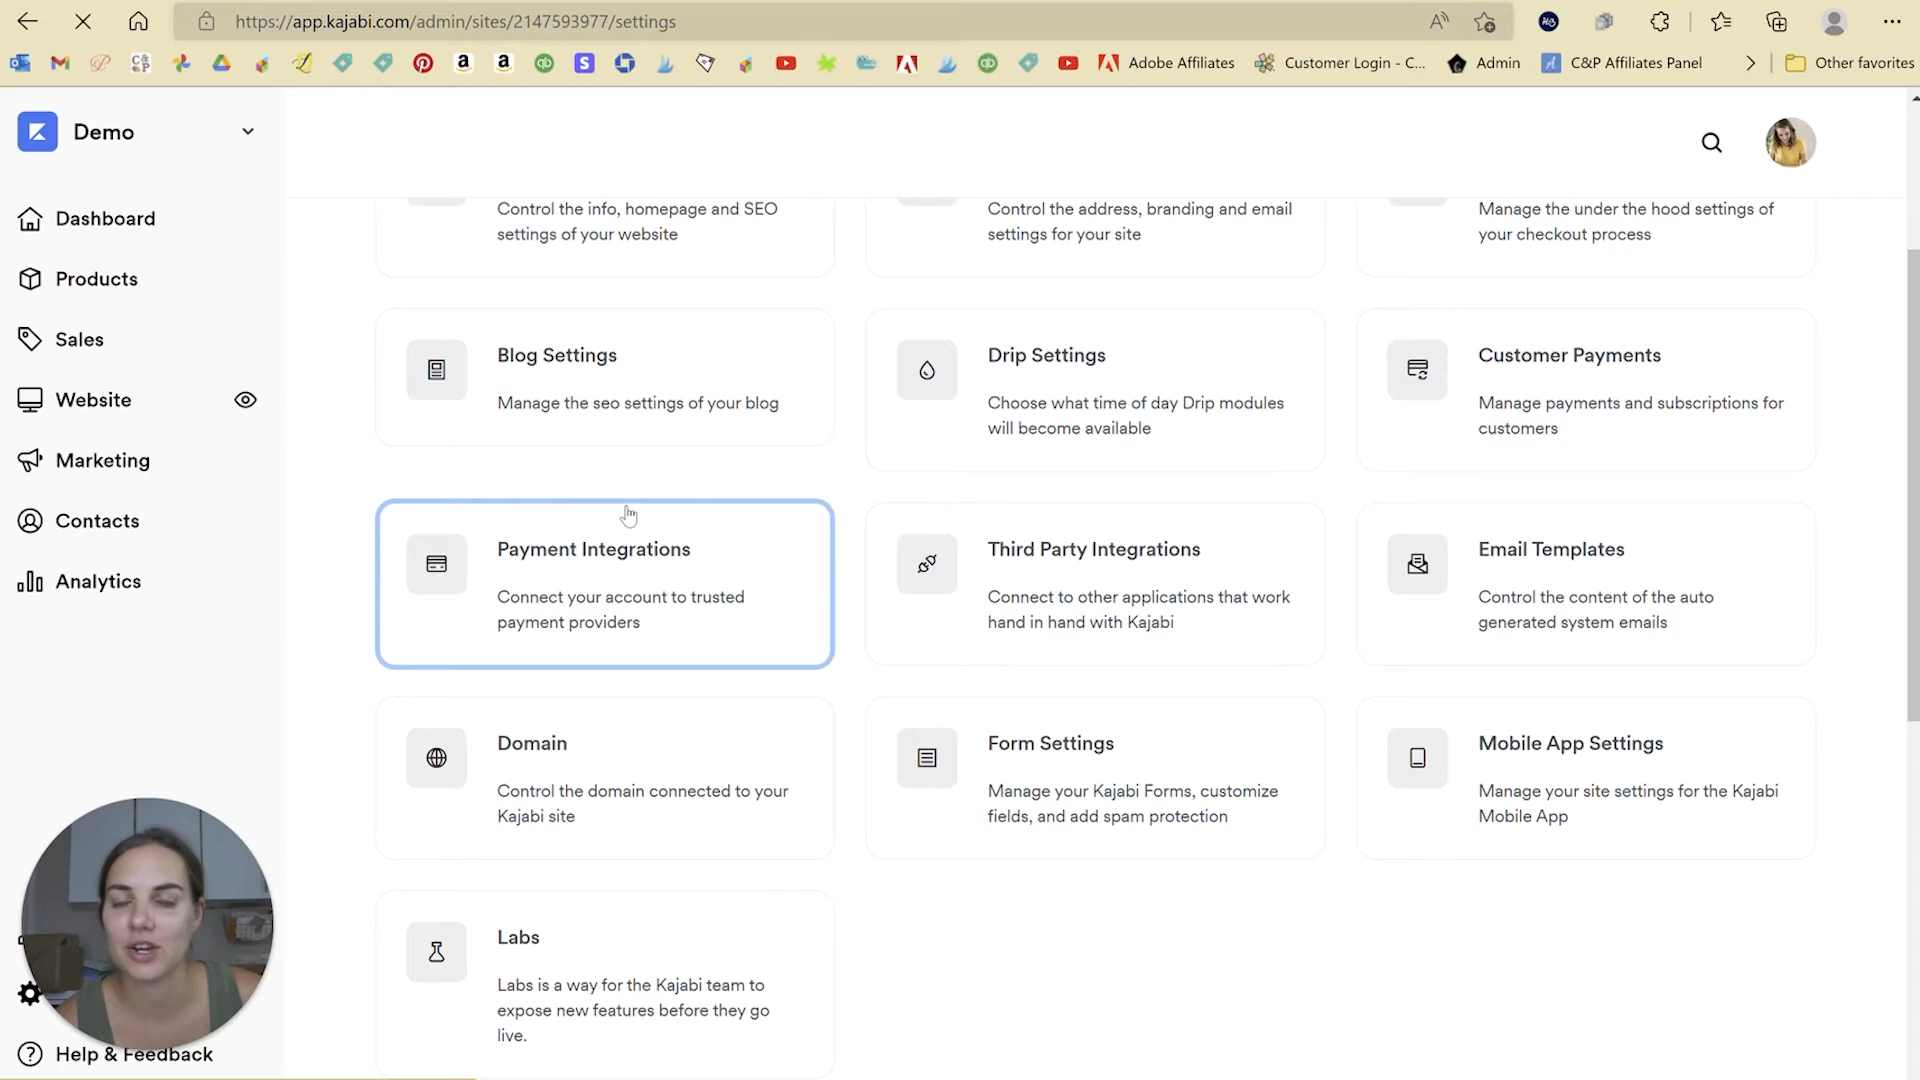 https://app.kajabi.com/admin/sites/2147593977/settings
Adobe Affiliates
Customer Login - C...
Admin
C&P Affiliates Panel
Other favorites
Demo
Dashboard
Products
Sales
Website
Marketing
Contacts
Analytics
Help & Feedback
Control the info, homepage and SEO
settings of your website
Control the address, branding and email
settings for your site
Manage the under the hood settings of
your checkout process
Blog Settings
Manage the seo settings of your blog
Drip Settings
Choose what time of day Drip modules
will become available
Customer Payments
Manage payments and subscriptions for
customers
Payment Integrations
Connect your account to trusted
payment providers
Third Party Integrations
Connect to other applications that work
hand in hand with Kajabi
Email Templates
Control the content of the auto
generated system emails
Domain
Control the domain connected to your
Kajabi site
Form Settings
Manage your Kajabi Forms, customize
fields, and add spam protection
Mobile App Settings
Manage your site settings for the Kajabi
Mobile App
Labs
Labs is a way for the Kajabi team to
expose new features before they go
live.